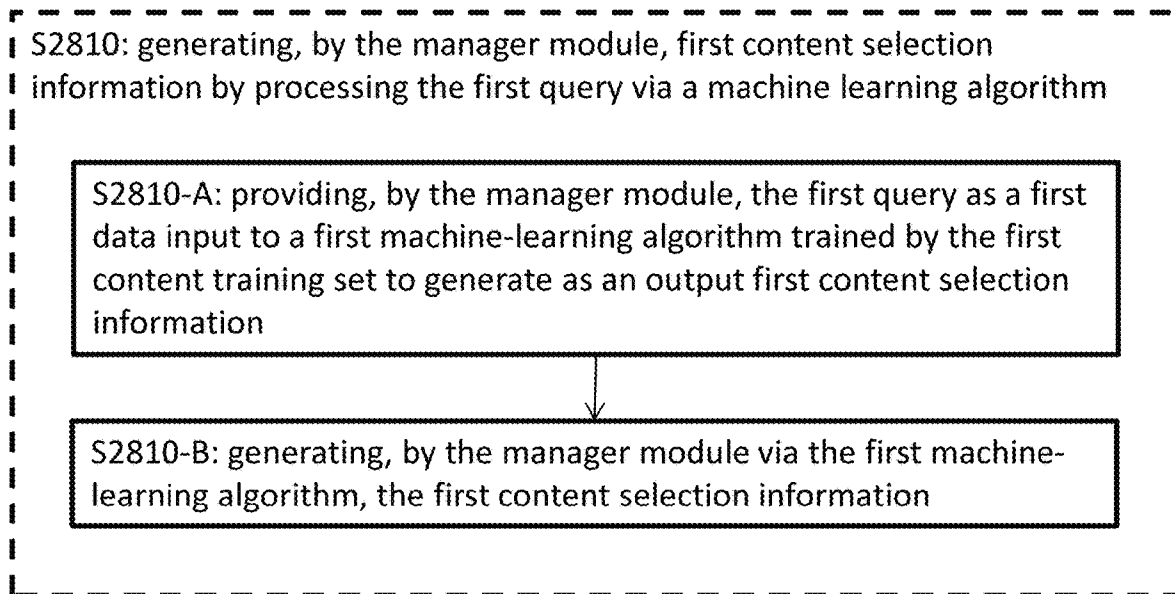 S2810: generating, by the manager module, first content selection
information by processing the first query via a machine learning algorithm
S2810-A: providing, by the manager module, the first query as a first
data input to a first machine-learning algorithm trained by the first
content training set to generate as an output first content selection
information
S2810-B: generating, by the manager module via the first machine-
learning algorithm, the first content selection information